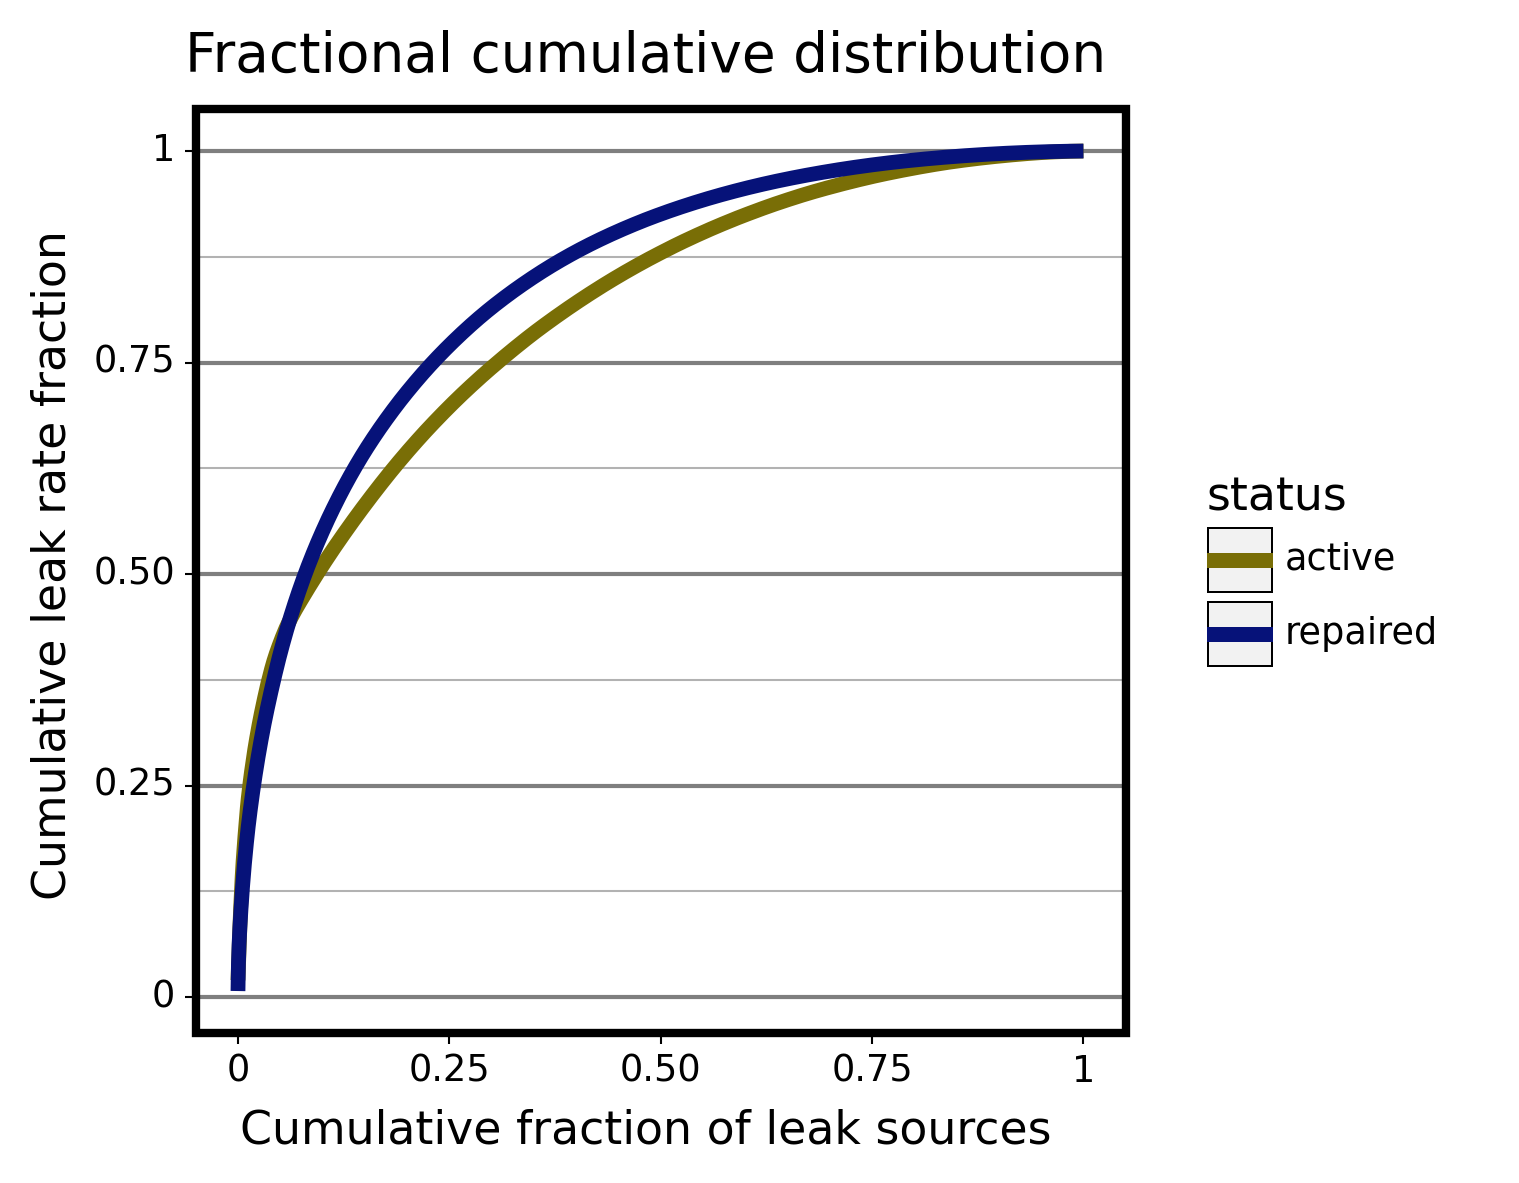 Fractional cumulative distribution
Cumulative leak rate fraction
1
0.75
0.50
0.25
0
0
0.25
0.50
0.75
1
Cumulative fraction of leak sources
status
active
repaired